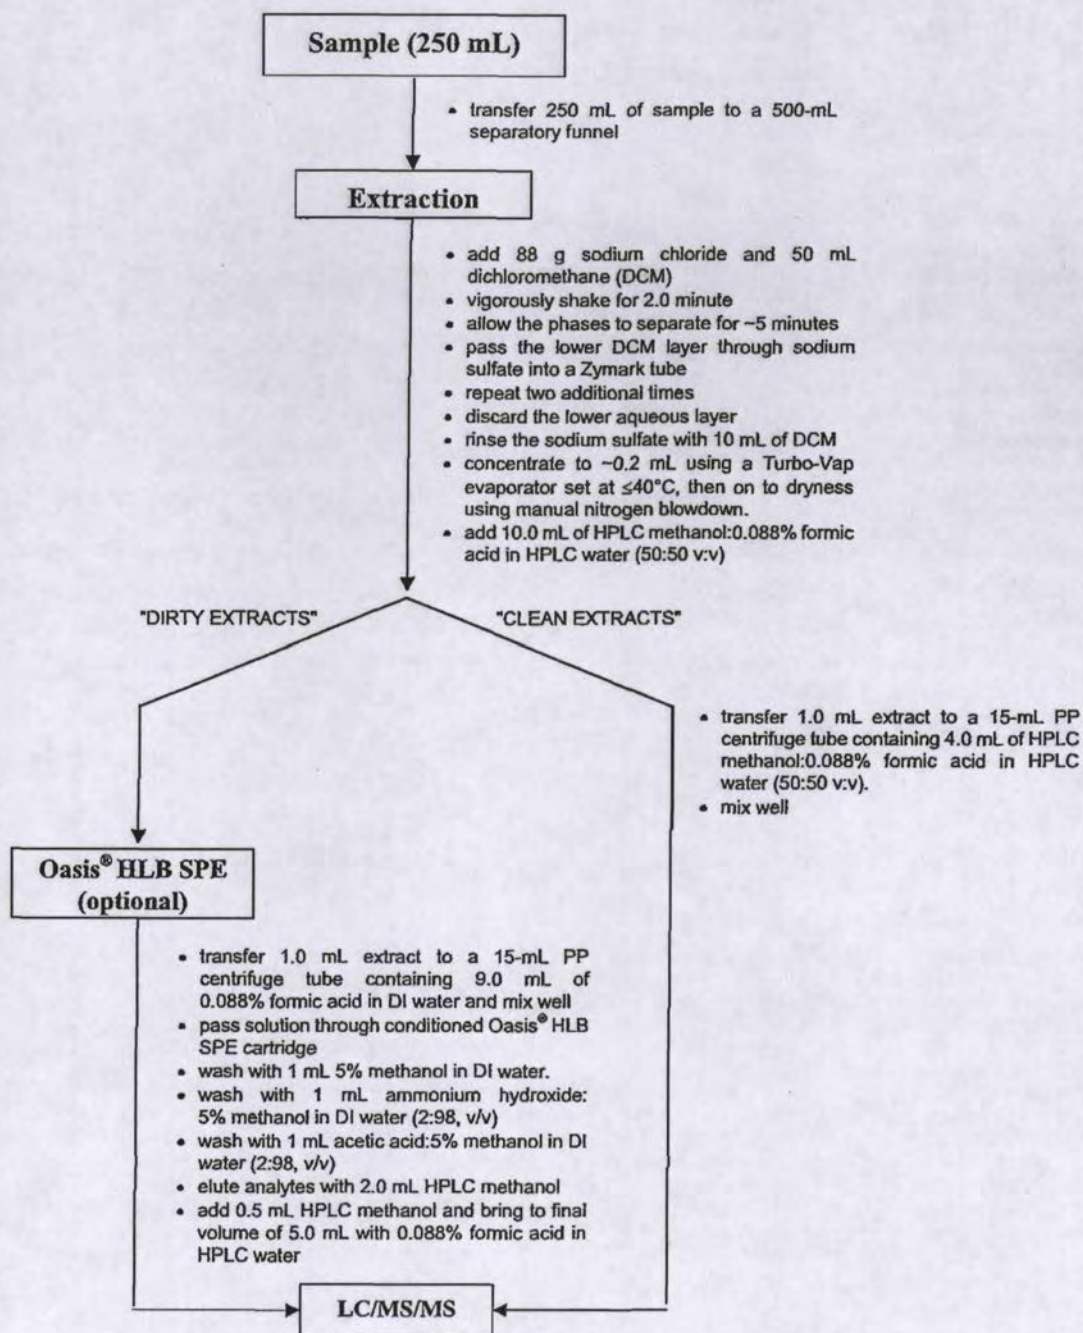 Sample (250 mL)
• transfer 250 mL of sample to a 500-mL
separatory funnel
Extraction
• add 88 g sodium chloride and 50 mL
dichloromethane (DCM)
• vigorously shake for 2.0 minute
• allow the phases to separate for ~5 minutes
• pass the lower DCM layer through sodium
sulfate into a Zymark tube
• repeat two additional times
• discard the lower aqueous layer
• rinse the sodium sulfate with 10 mL of DCM
• concentrate to ~0.2 mL using a Turbo-Vap
evaporator set at ≤40°C, then on to dryness
using manual nitrogen blowdown.
• add 10.0 mL of HPLC methanol:0.088% formic
acid in HPLC water (50:50 v:v)
"DIRTY EXTRACTS"
"CLEAN EXTRACTS"
• transfer 1.0 mL extract to a 15-mL PP
centrifuge tube containing 4.0 mL of HPLC
methanol:0.088% formic acid in HPLC
water (50:50 v:v).
• mix well
Oasis® HLB SPE
(optional)
• transfer 1.0 mL extract to a 15-mL PP
centrifuge tube containing 9.0 mL of
0.088% formic acid in DI water and mix well
• pass solution through conditioned Oasis® HLB
SPE cartridge
• wash with 1 mL 5% methanol in DI water.
• wash with 1 mL ammonium hydroxide:
5% methanol in DI water (2:98, v/v)
• wash with 1 mL acetic acid:5% methanol in DI
water (2:98, v/v)
• elute analytes with 2.0 mL HPLC methanol
• add 0.5 mL HPLC methanol and bring to final
volume of 5.0 mL with 0.088% formic acid in
HPLC water
LC/MS/MS